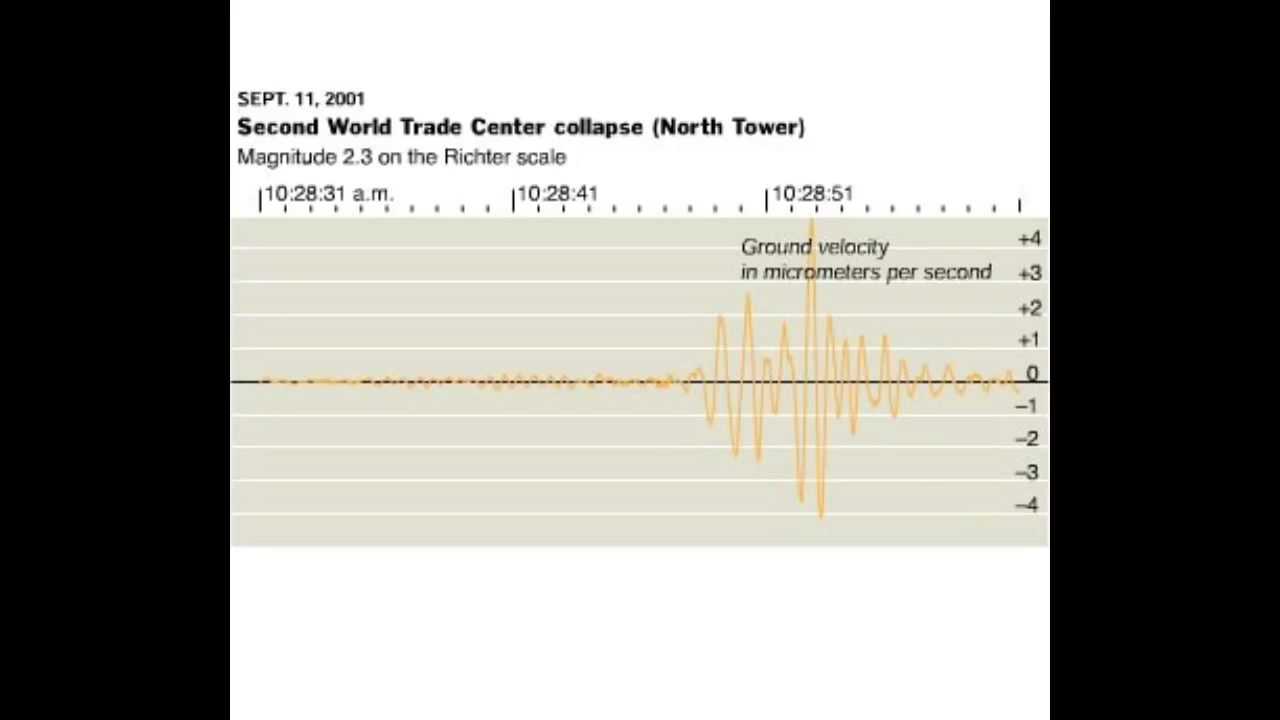 SEPT. 11, 2001
Second World Trade Center collapse (North Tower)
Magnitude 2.3 on the Richter scale
10:28:31 a.m. 10:28:41 10:28:51
Ground velocity
in micrometers per second
+4
+3
+2
+1
0
–1
–2
–3
–4